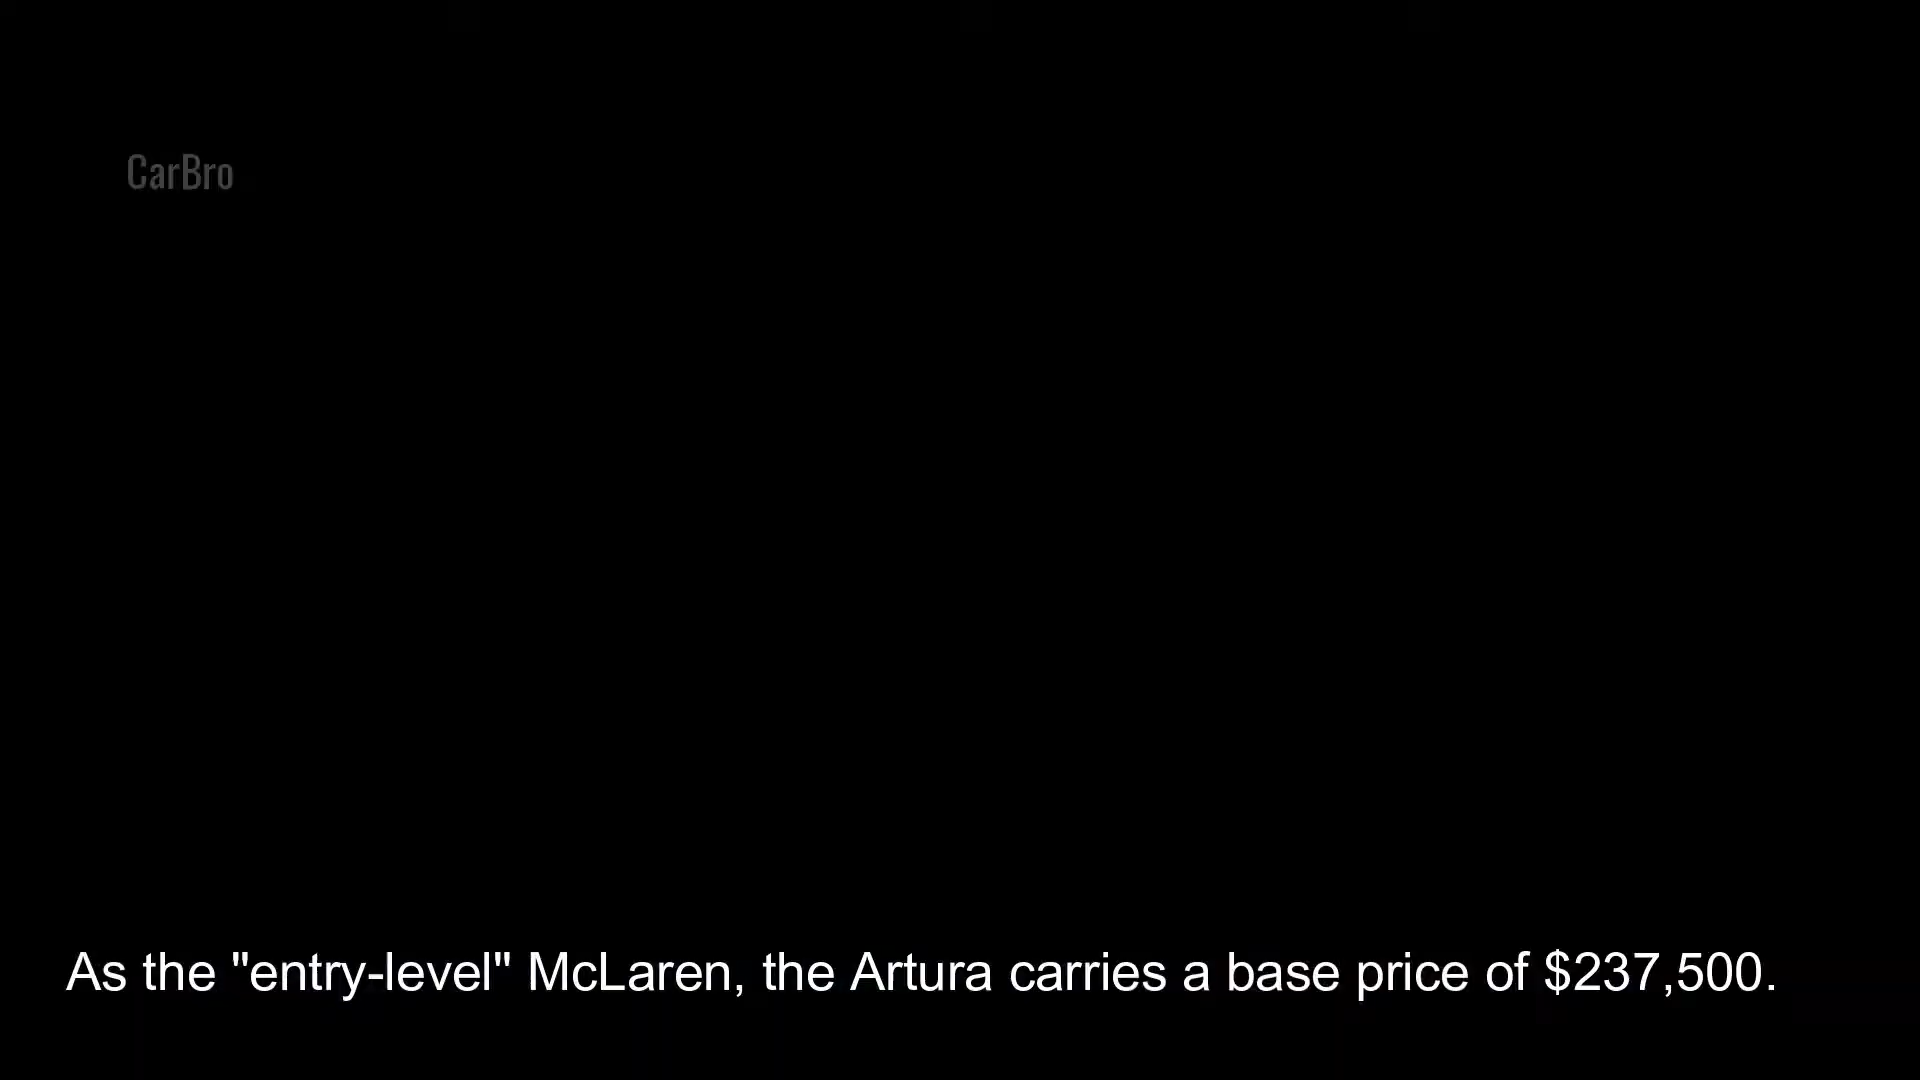 CarBro
As the "entry-level" McLaren, the Artura carries a base price of $237,500.